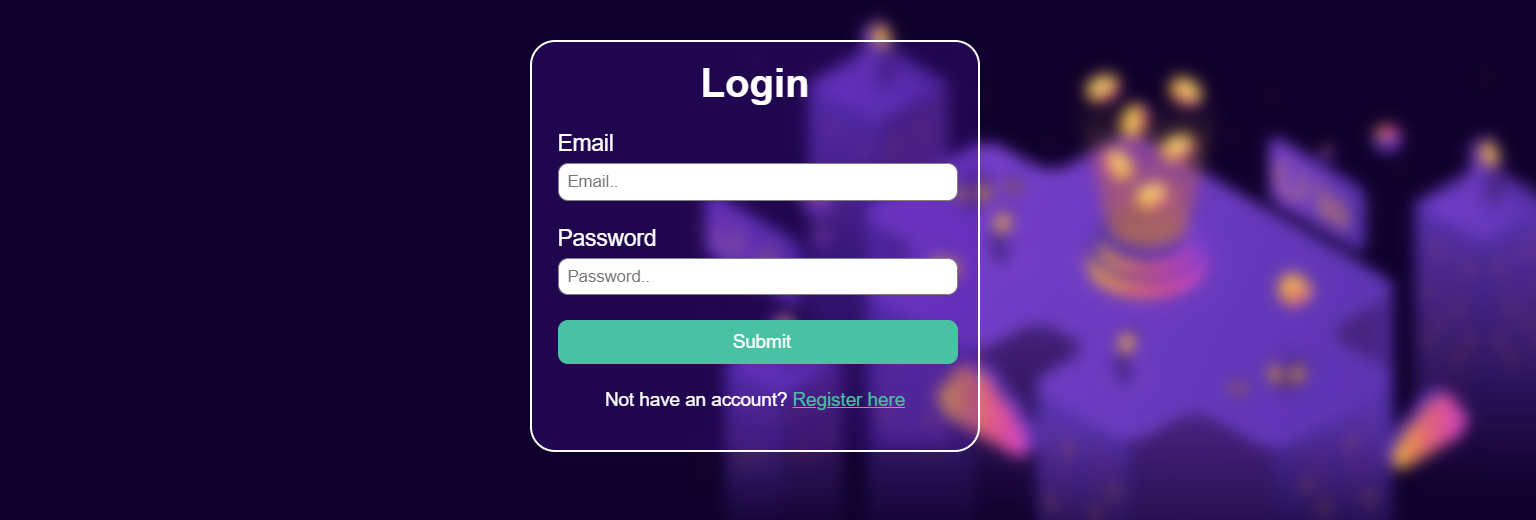 Login
Email
Email..
Password
Password..
Submit
Not have an account? Register here